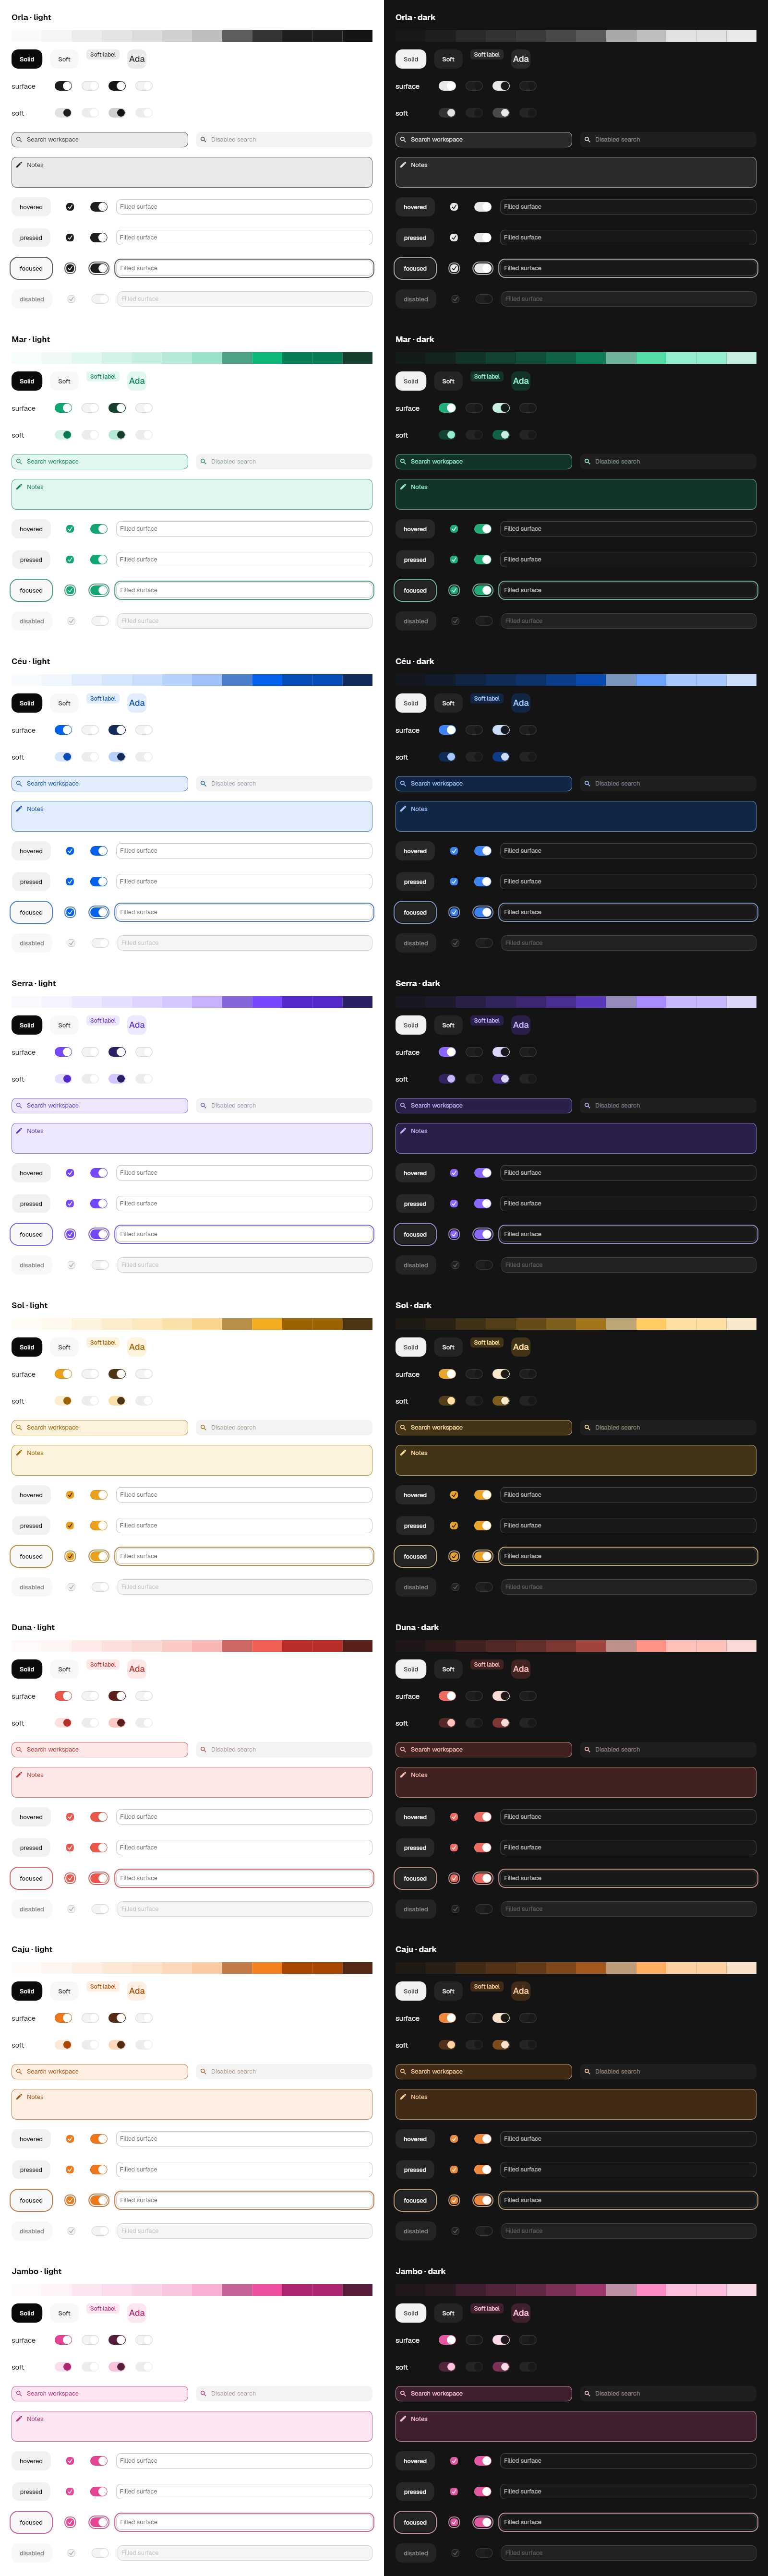 Orla · light
Solid Soft Soft label Ada
surface
soft
Search workspace Disabled search
Notes
hovered Filled surface
pressed Filled surface
focused Filled surface
disabled Filled surface
Orla · dark
Solid Soft Soft label Ada
surface
soft
Search workspace Disabled search
Notes
hovered Filled surface
pressed Filled surface
focused Filled surface
disabled Filled surface
Mar · light
Solid Soft Soft label Ada
surface
soft
Search workspace Disabled search
Notes
hovered Filled surface
pressed Filled surface
focused Filled surface
disabled Filled surface
Mar · dark
Solid Soft Soft label Ada
surface
soft
Search workspace Disabled search
Notes
hovered Filled surface
pressed Filled surface
focused Filled surface
disabled Filled surface
Céu · light
Solid Soft Soft label Ada
surface
soft
Search workspace Disabled search
Notes
hovered Filled surface
pressed Filled surface
focused Filled surface
disabled Filled surface
Céu · dark
Solid Soft Soft label Ada
surface
soft
Search workspace Disabled search
Notes
hovered Filled surface
pressed Filled surface
focused Filled surface
disabled Filled surface
Serra · light
Solid Soft Soft label Ada
surface
soft
Search workspace Disabled search
Notes
hovered Filled surface
pressed Filled surface
focused Filled surface
disabled Filled surface
Serra · dark
Solid Soft Soft label Ada
surface
soft
Search workspace Disabled search
Notes
hovered Filled surface
pressed Filled surface
focused Filled surface
disabled Filled surface
Sol · light
Solid Soft Soft label Ada
surface
soft
Search workspace Disabled search
Notes
hovered Filled surface
pressed Filled surface
focused Filled surface
disabled Filled surface
Sol · dark
Solid Soft Soft label Ada
surface
soft
Search workspace Disabled search
Notes
hovered Filled surface
pressed Filled surface
focused Filled surface
disabled Filled surface
Duna · light
Solid Soft Soft label Ada
surface
soft
Search workspace Disabled search
Notes
hovered Filled surface
pressed Filled surface
focused Filled surface
disabled Filled surface
Duna · dark
Solid Soft Soft label Ada
surface
soft
Search workspace Disabled search
Notes
hovered Filled surface
pressed Filled surface
focused Filled surface
disabled Filled surface
Caju · light
Solid Soft Soft label Ada
surface
soft
Search workspace Disabled search
Notes
hovered Filled surface
pressed Filled surface
focused Filled surface
disabled Filled surface
Caju · dark
Solid Soft Soft label Ada
surface
soft
Search workspace Disabled search
Notes
hovered Filled surface
pressed Filled surface
focused Filled surface
disabled Filled surface
Jambo · light
Solid Soft Soft label Ada
surface
soft
Search workspace Disabled search
Notes
hovered Filled surface
pressed Filled surface
focused Filled surface
disabled Filled surface
Jambo · dark
Solid Soft Soft label Ada
surface
soft
Search workspace Disabled search
Notes
hovered Filled surface
pressed Filled surface
focused Filled surface
disabled Filled surface